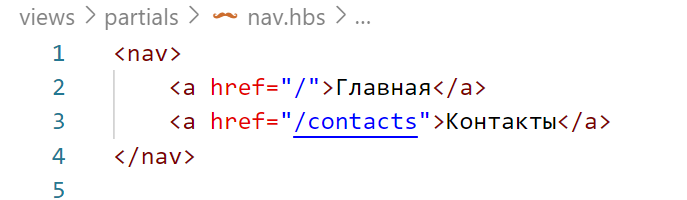 views > partials > nav.hbs > ...
1 <nav>
2     <a href="/">Главная</a>
3     <a href="/contacts">Контакты</a>
4 </nav>
5